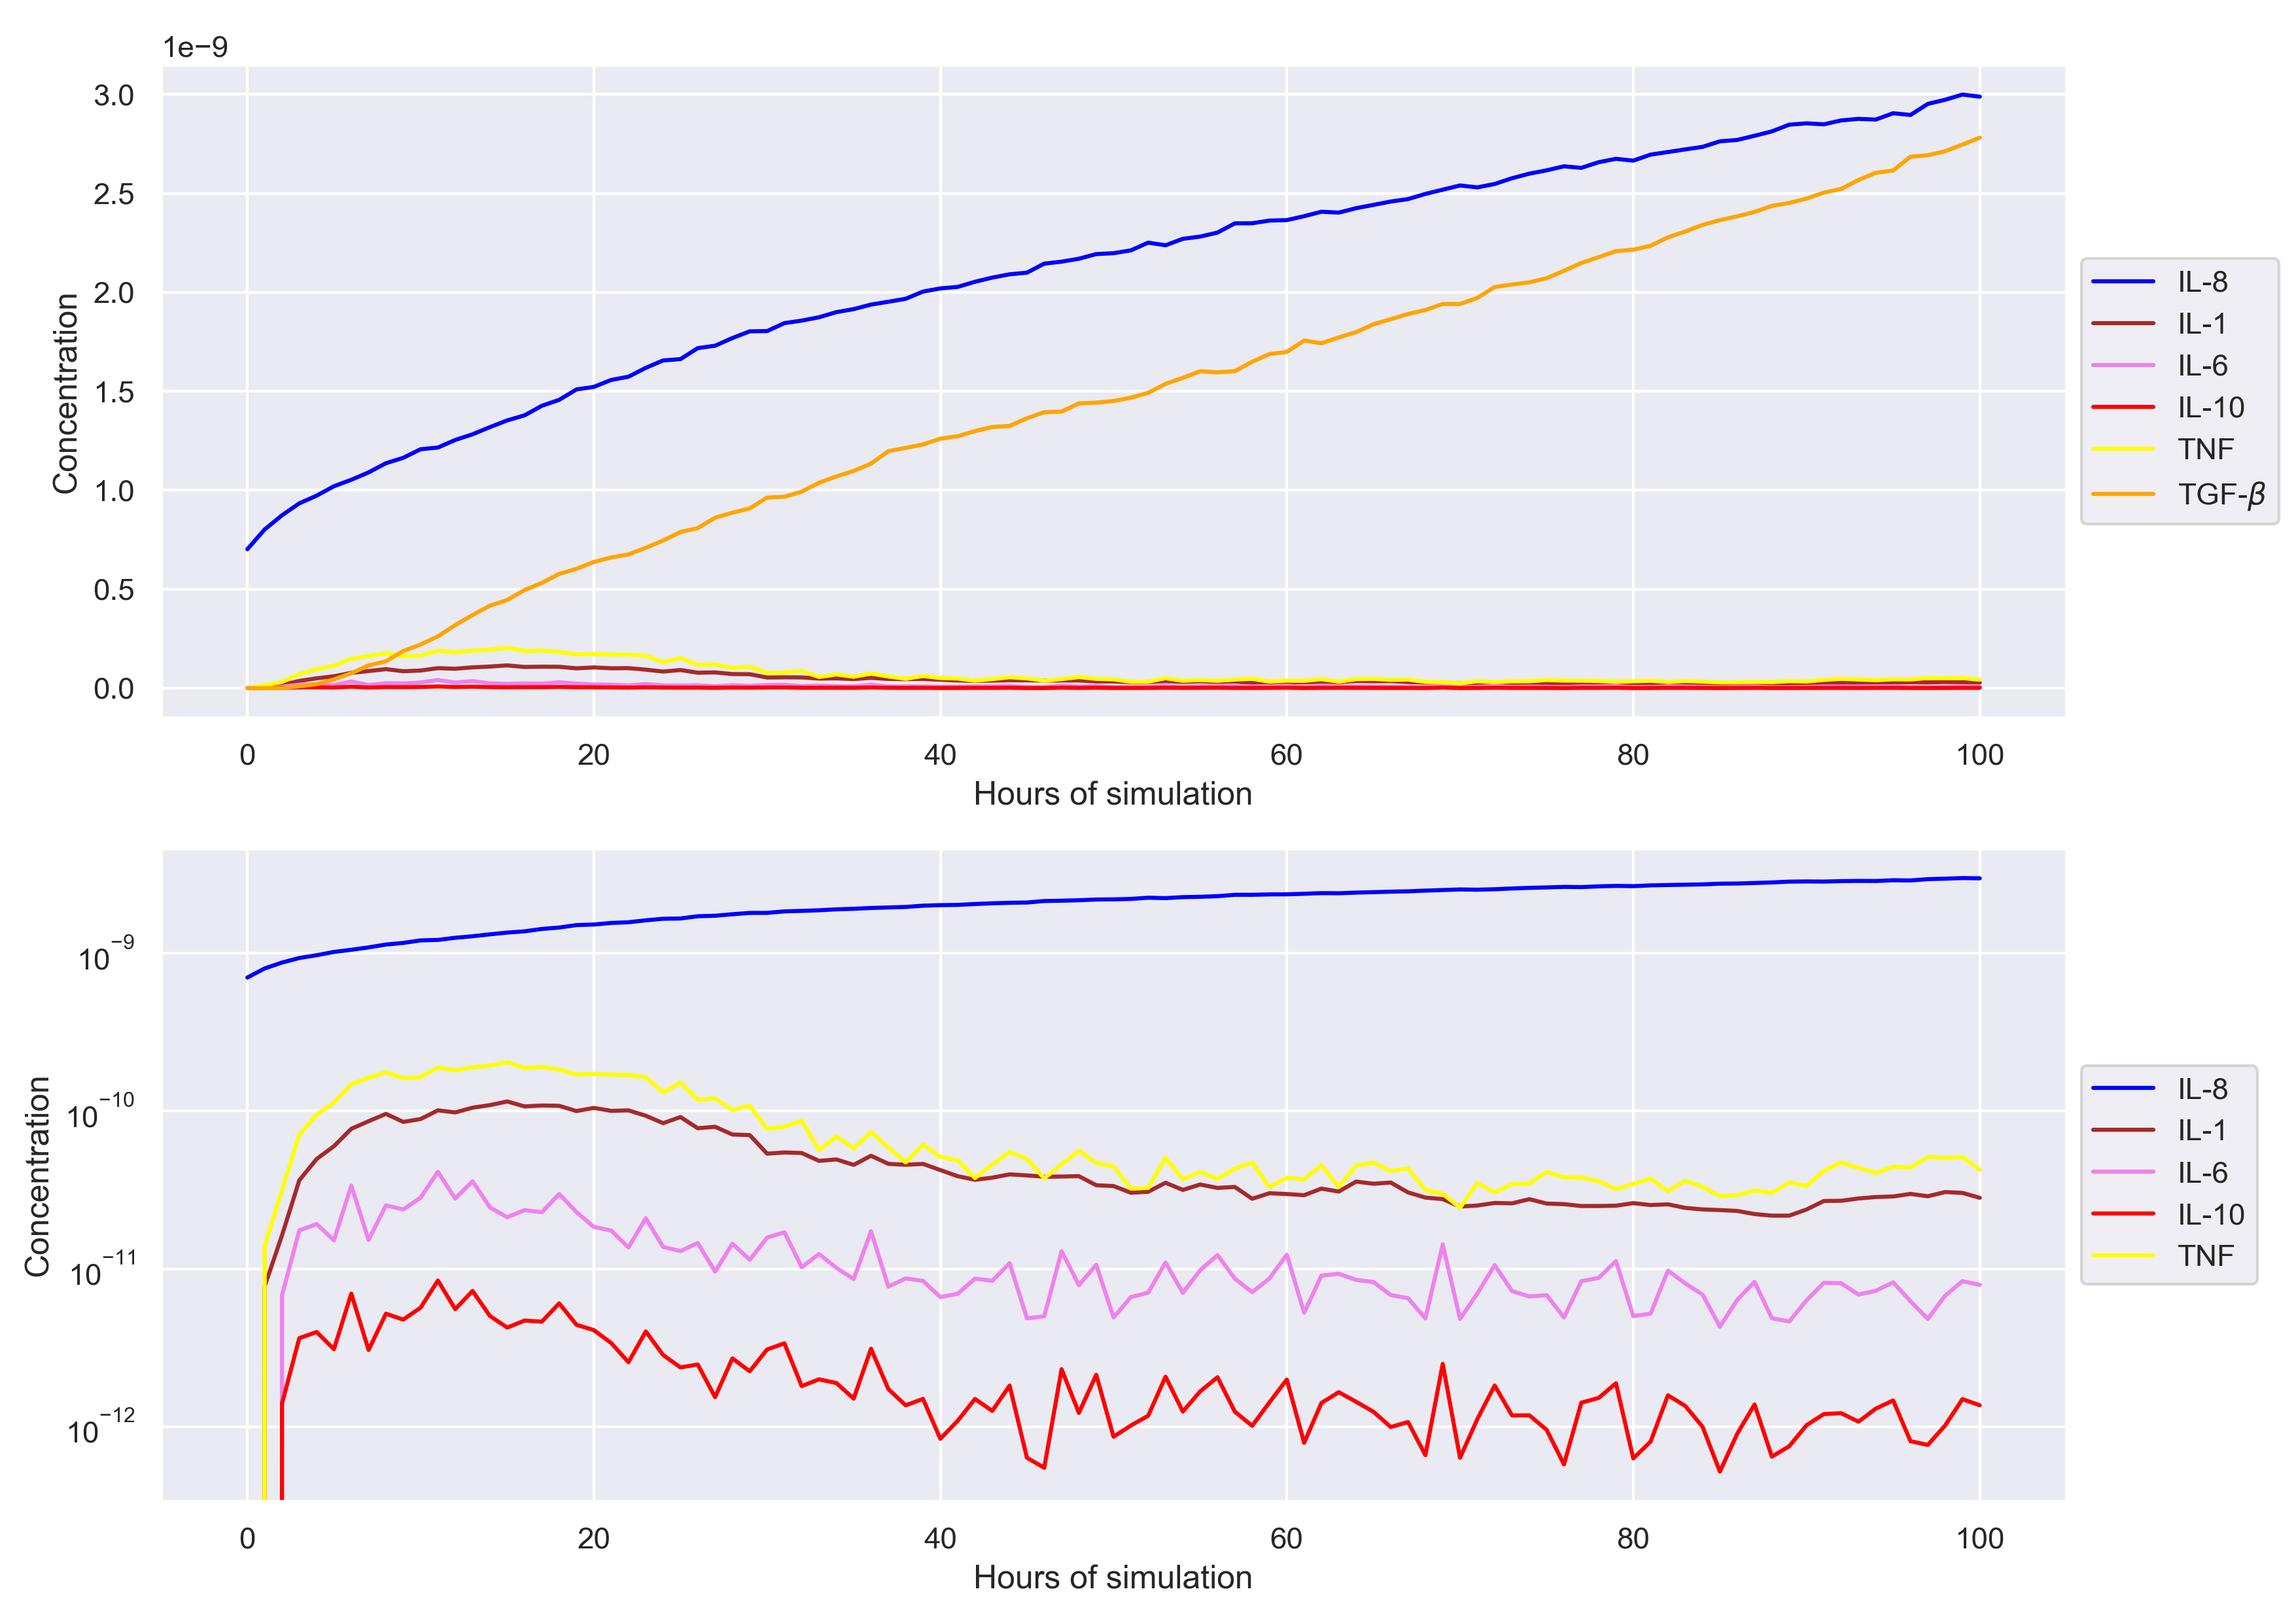 1e−9
3.0
2.5
2.0
1.5
1.0
0.5
0.0
Concentration
0 20 40 60 80 100
Hours of simulation
IL-8
IL-1
IL-6
IL-10
TNF
TGF-β
10⁻⁹
10⁻¹⁰
10⁻¹¹
10⁻¹²
Concentration
0 20 40 60 80 100
Hours of simulation
IL-8
IL-1
IL-6
IL-10
TNF